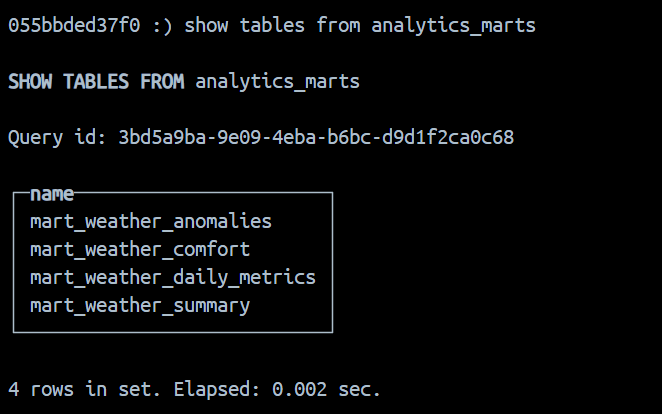 055bbded37f0 :) show tables from analytics_marts
SHOW TABLES FROM analytics_marts
Query id: 3bd5a9ba-9e09-4eba-b6bc-d9d1f2ca0c68
name
mart_weather_anomalies
mart_weather_comfort
mart_weather_daily_metrics
mart_weather_summary
4 rows in set. Elapsed: 0.002 sec.